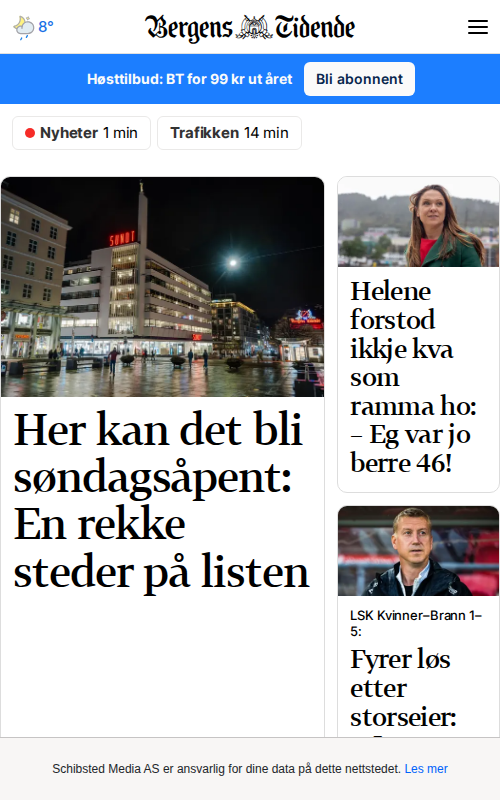 8°
Bergens Tidende
Høsttilbud: BT for 99 kr ut året
Bli abonnent
Nyheter 1 min
Trafikken 14 min
SUNDT
Her kan det bli
søndagsåpent:
En rekke
steder på listen
Helene
forstod
ikkje kva
som
ramma ho:
– Eg var jo
berre 46!
LSK Kvinner–Brann 1–
5:
Fyrer løs
etter
storseier:
Schibsted Media AS er ansvarlig for dine data på dette nettstedet. Les mer